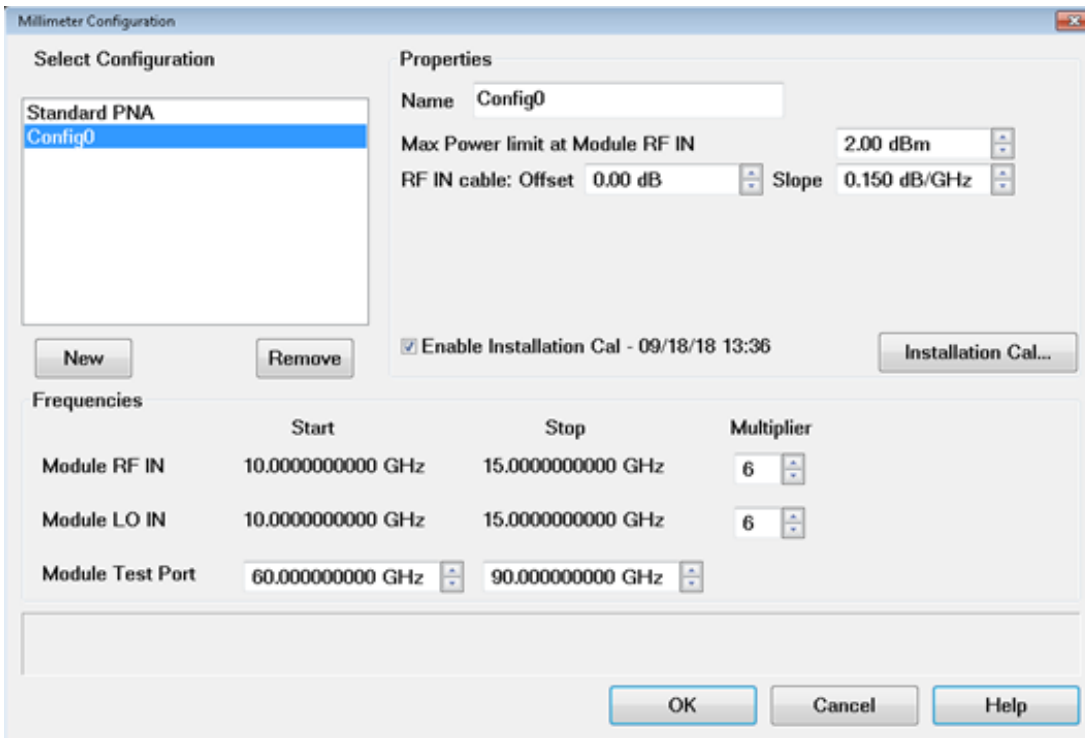 Millimeter Configuration
Select Configuration
Standard PNA
Config0
New
Remove
Properties
Name Config0
Max Power limit at Module RF IN 2.00 dBm
RF IN cable: Offset 0.00 dB Slope 0.150 dB/GHz
Enable Installation Cal - 09/18/18 13:36
Installation Cal...
Frequencies
Start Stop Multiplier
Module RF IN 10.0000000000 GHz 15.0000000000 GHz 6
Module LO IN 10.0000000000 GHz 15.0000000000 GHz 6
Module Test Port 60.000000000 GHz 90.000000000 GHz
OK Cancel Help